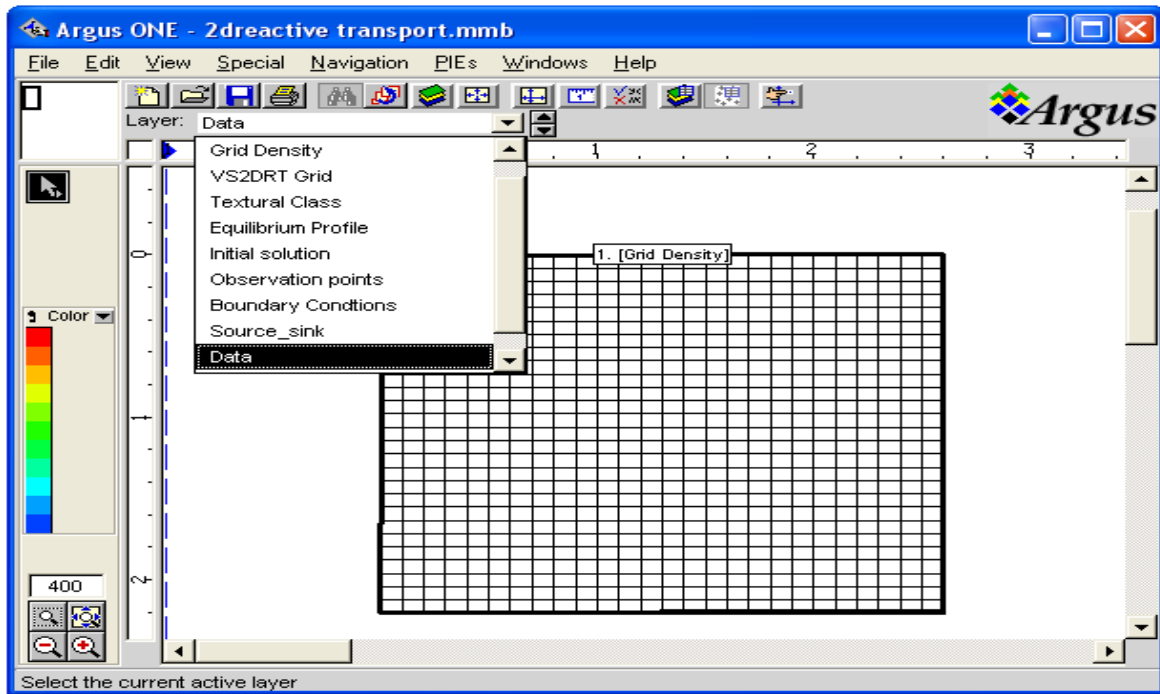 Argus ONE - 2dreactive transport.mmb
File Edit View Special Navigation PIEs Windows Help
Argus
Layer: Data
1 2 3
Grid Density
VS2DRT Grid
Textural Class
Equilibrium Profile
Initial solution
Observation points
Boundary Condtions
Source_sink
Data
0
1. [Grid Density]
Color
1
2
400
Select the current active layer